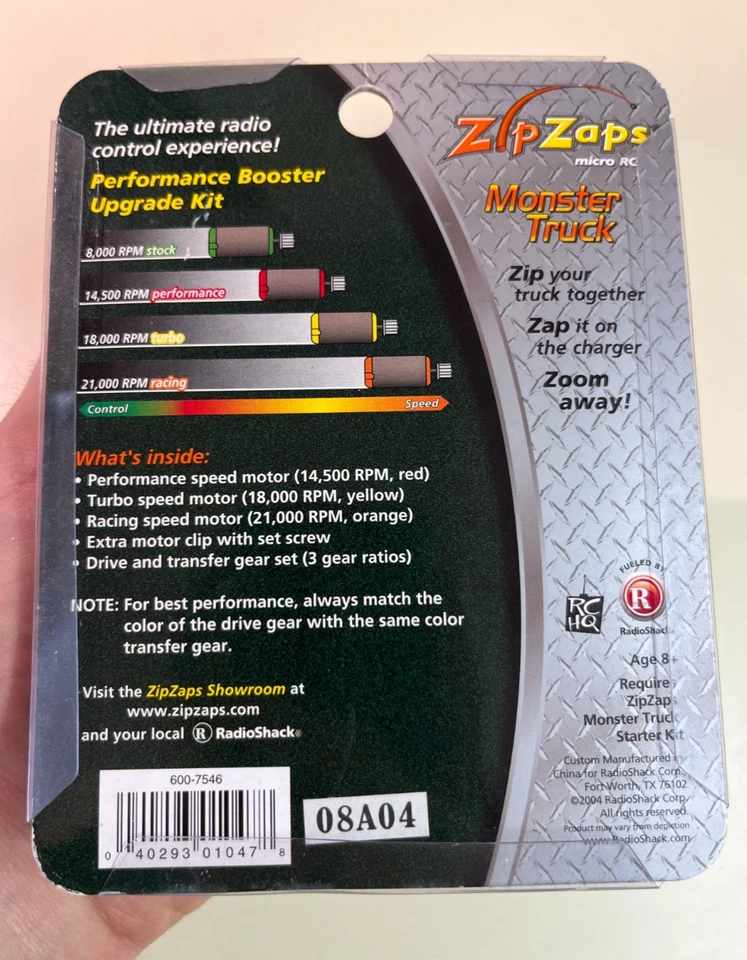 The ultimate radio
control experience!
Performance Booster
Upgrade Kit
8,000 RPM stock
14,500 RPM performance
18,000 RPM turbo
21,000 RPM racing
Control Speed
What's inside:
• Performance speed motor (14,500 RPM, red)
• Turbo speed motor (18,000 RPM, yellow)
• Racing speed motor (21,000 RPM, orange)
• Extra motor clip with set screw
• Drive and transfer gear set (3 gear ratios)
NOTE: For best performance, always match the
color of the drive gear with the same color
transfer gear.
Visit the ZipZaps Showroom at
www.zipzaps.com
and your local R RadioShack®
600-7546
0 40293 01047 8
08A04
ZipZaps
micro RC
Monster
Truck
Zip your
truck together
Zap it on
the charger
Zoom
away!
RC
HQ
FUELED BY
R
RadioShack
Age 8+
Requires
ZipZaps
Monster Truck
Starter Kit
Custom Manufactured in
China for RadioShack Corp.,
Fort Worth, TX 76102
©2004 RadioShack Corp.
All rights reserved.
Product may vary from depiction
www.RadioShack.com